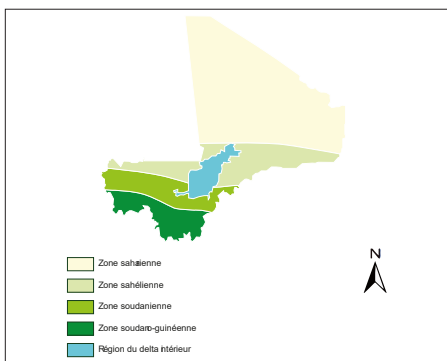 N
Zone saharienne
Zone sahélienne
Zone soudanienne
Zone soudano-guinéenne
Région du delta intérieur